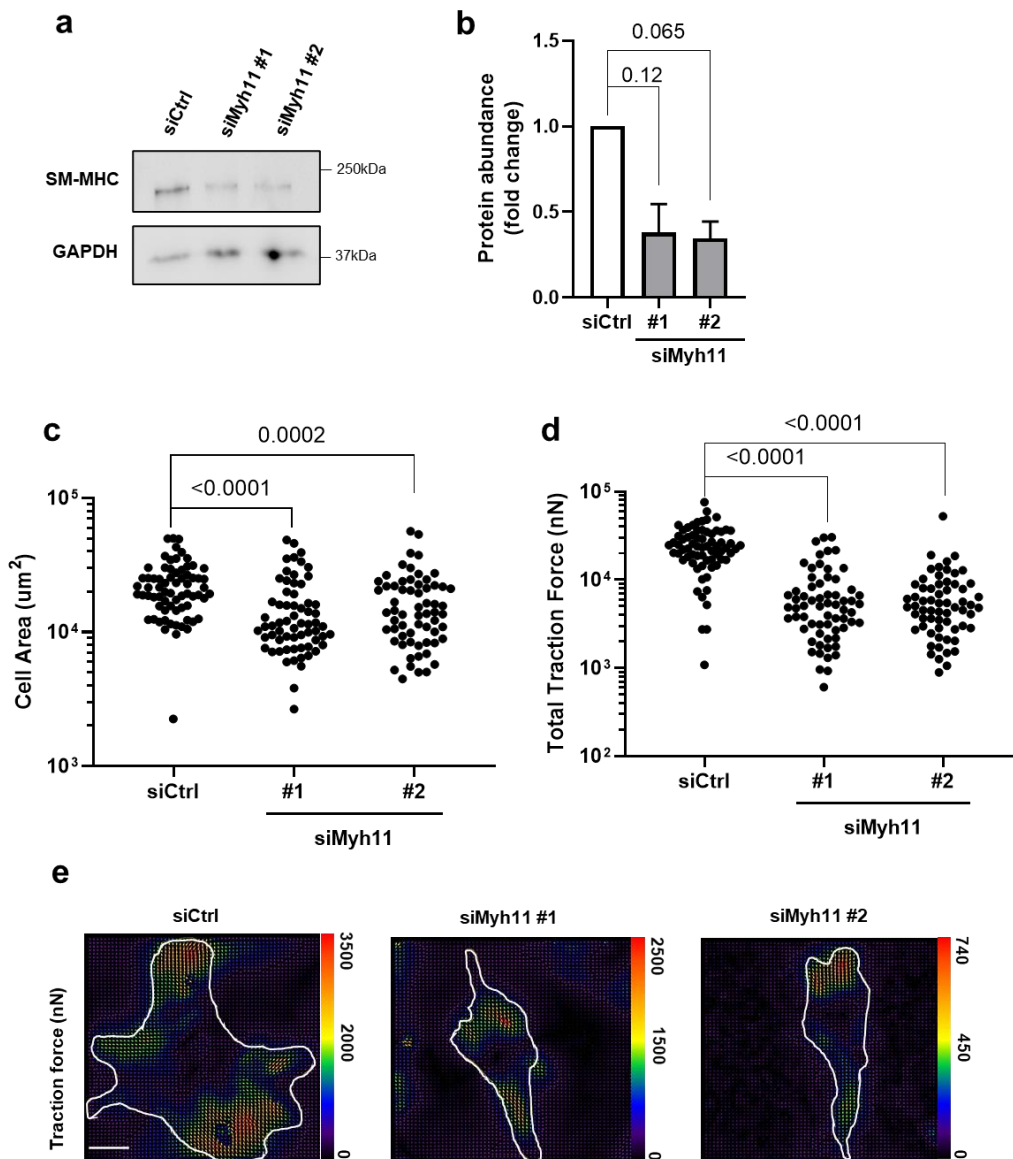 a
siCtrl
siMyh11 #1
siMyh11 #2
SM-MHC
250kDa
GAPDH
37kDa
b
Protein abundance
(fold change)
1.5
1.0
0.5
0.0
0.065
0.12
siCtrl #1 #2
siMyh11
c
0.0002
<0.0001
Cell Area (um²)
10⁵
10⁴
10³
siCtrl #1 #2
siMyh11
d
<0.0001
<0.0001
Total Traction Force (nN)
10⁵
10⁴
10³
10²
siCtrl #1 #2
siMyh11
e
Traction force (nN)
siCtrl
3500
2000
0
siMyh11 #1
2500
1500
0
siMyh11 #2
740
450
0